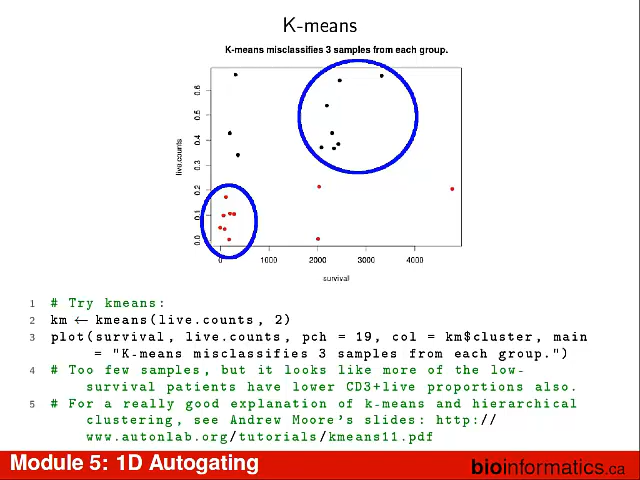 K-means
K-means misclassifies 3 samples from each group.
live.counts
0.6
0.5
0.4
0.3
0.2
0.1
0.0
0 1000 2000 3000 4000
survival
1 # Try kmeans:
2 km ← kmeans(live.counts, 2)
3 plot(survival, live.counts, pch = 19, col = km$cluster, main
= "K-means misclassifies 3 samples from each group.")
4 # Too few samples, but it looks like more of the low-
survival patients have lower CD3+live proportions also.
5 # For a really good explanation of k-means and hierarchical
clustering, see Andrew Moore's slides: http://
www.autonlab.org/tutorials/kmeans11.pdf
Module 5: 1D Autogating
bioinformatics.ca